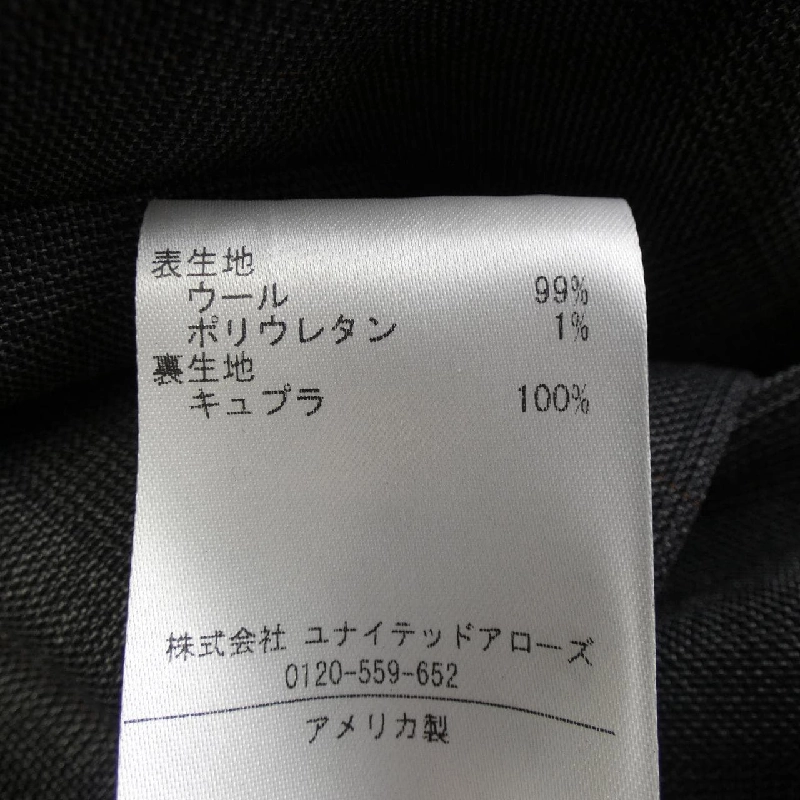 表生地
ウール 99%
ポリウレタン 1%
裏生地
キュプラ 100%
株式会社 ユナイテッドアローズ
0120-559-652
アメリカ製